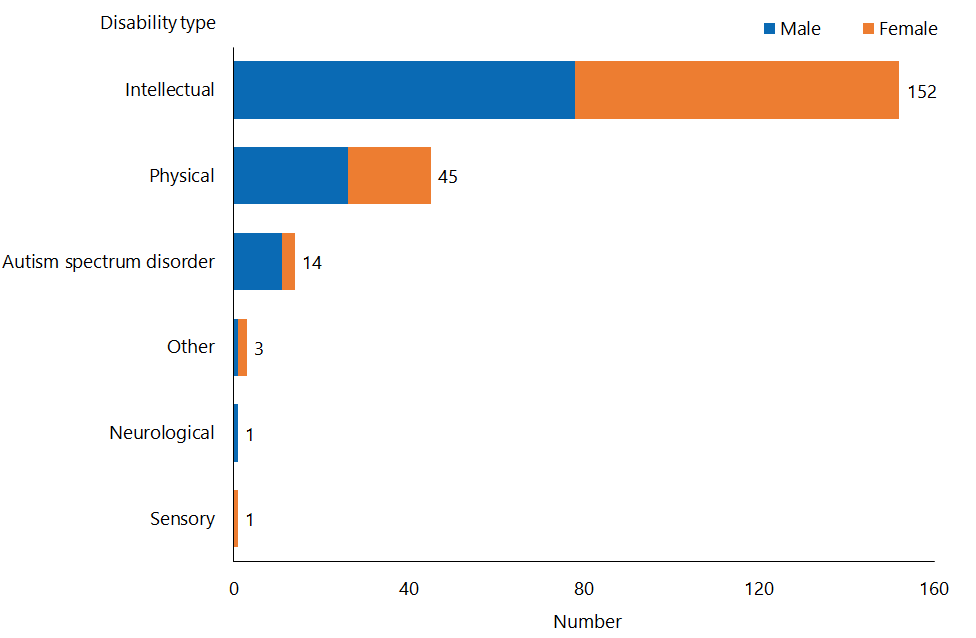 Disability type
Male Female
Intellectual 152
Physical 45
Autism spectrum disorder 14
Other 3
Neurological 1
Sensory 1
0 40 80 120 160
Number